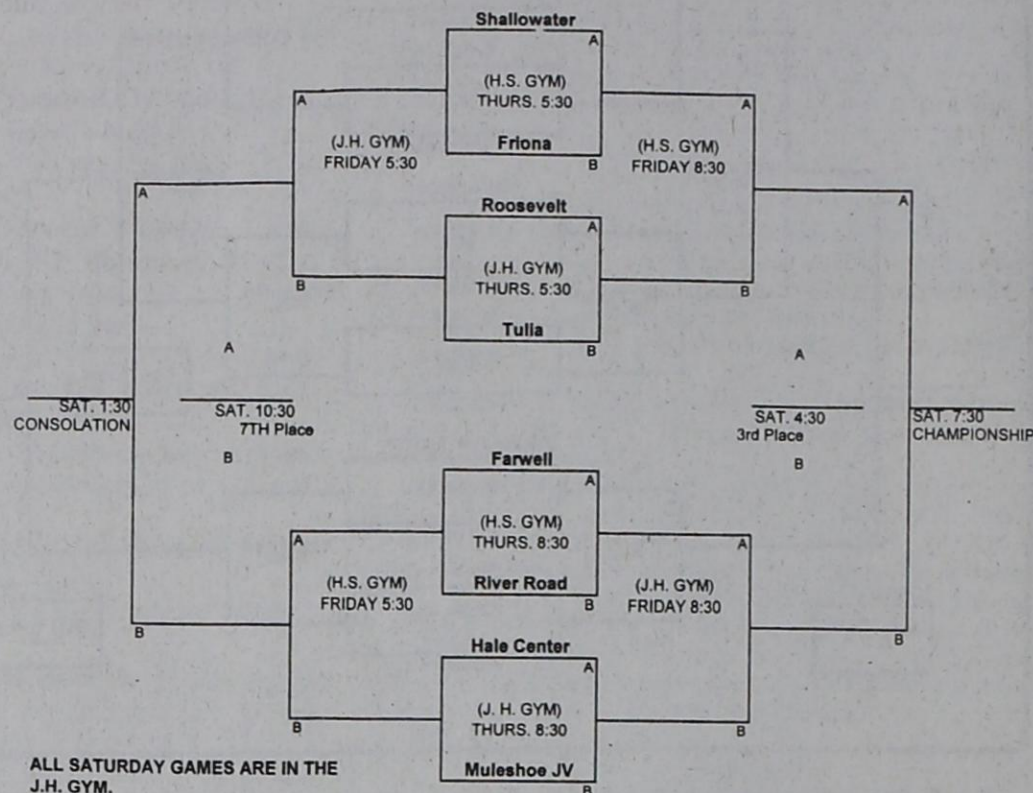 Shallowater
A
(H.S. GYM)
THURS. 5:30
Friona
B
A
(J.H. GYM)
FRIDAY 5:30
(H.S. GYM)
FRIDAY 8:30
A
A
A
Roosevelt
A
(J.H. GYM)
THURS. 5:30
Tulia
B
B
B
A
SAT. 1:30
CONSOLATION
SAT. 10:30
7TH Place
B
A
SAT. 4:30
3rd Place
B
SAT. 7:30
CHAMPIONSHIP
Farwell
A
(H.S. GYM)
THURS. 8:30
River Road
B
A
(H.S. GYM)
FRIDAY 5:30
(J.H. GYM)
FRIDAY 8:30
A
B
B
Hale Center
A
(J. H. GYM)
THURS. 8:30
Muleshoe JV
B
B
B
ALL SATURDAY GAMES ARE IN THE
J.H. GYM.